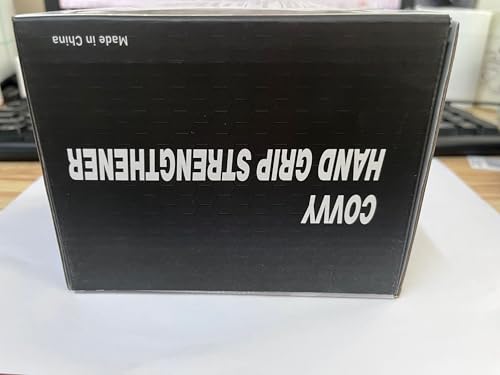 COVVY
HAND GRIP STRENGTHENER
Made in China